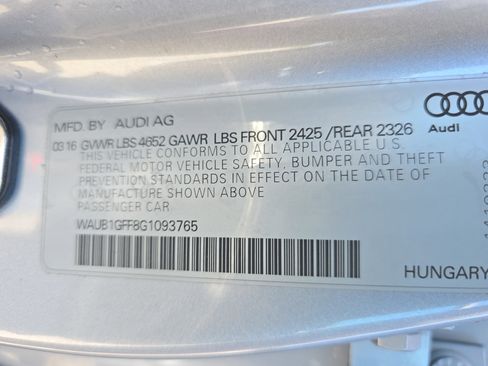 MFD. BY AUDI AG
03 16 GVWR LBS 4652 GAWR LBS FRONT 2425 /REAR 2326
Audi
THIS VEHICLE CONFORMS TO ALL APPLICABLE U.S.
FEDERAL MOTOR VEHICLE SAFETY, BUMPER AND THEFT
PREVENTION STANDARDS IN EFFECT ON THE DATE OF
MANUFACTURE SHOWN ABOVE
PASSENGER CAR
WAUB1GFF8G1093765
HUNGARY